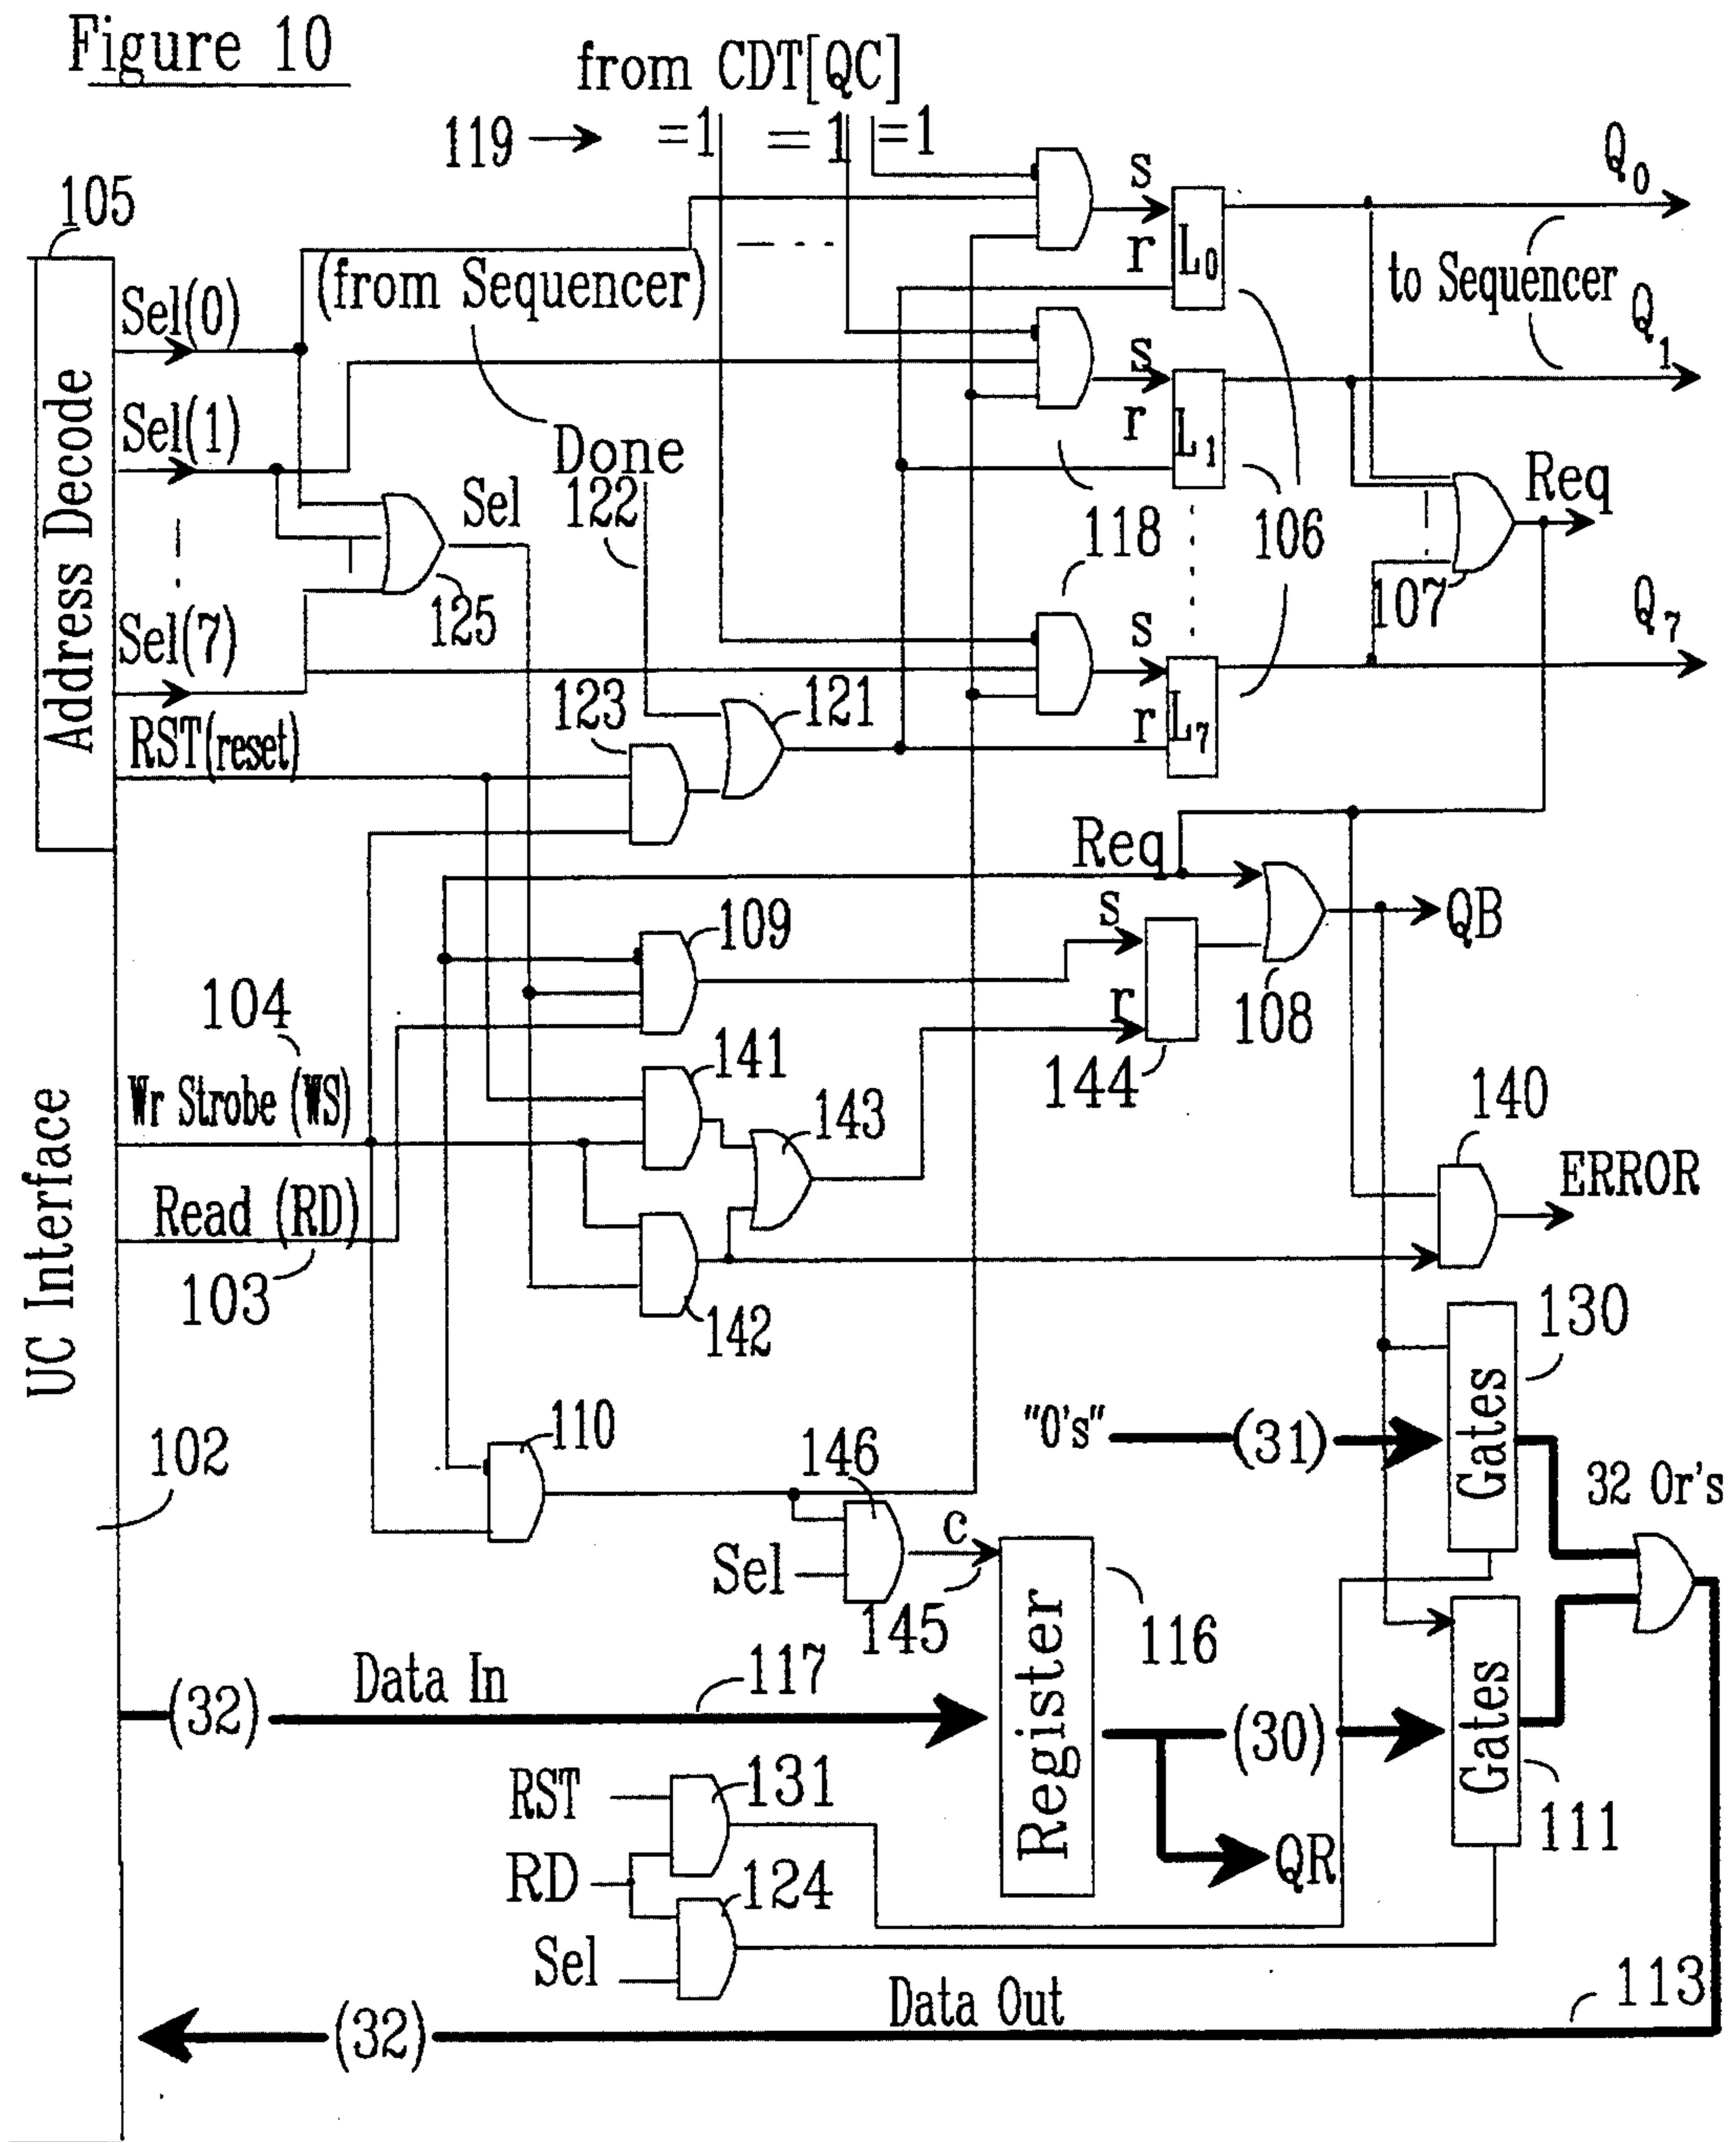 Figure 10
from CDT[QC]
119
=1
=1
=1
105
Address Decode
Sel(0)
Sel(1)
Sel(7)
RST(reset)
(from Sequencer)
Done
122
Sel
125
123
121
s
r
L0
s
r
L1
s
r
L7
118
106
Q0
to Sequencer
Q1
Req
107
Q7
Req
109
s
r
144
108
QB
104
Wr Strobe (WS)
Read (RD)
103
UC Interface
102
141
143
142
140
ERROR
130
Gates
110
146
Sel
c
145
"0's"
(31)
32 Or's
Register
116
(32)
Data In
117
(30)
Gates
111
QR
RST
131
RD
124
Sel
Data Out
113
(32)